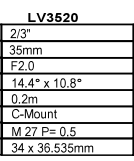 LV3520
2/3"
35mm
F2.0
14.4° x 10.8°
0.2m
C-Mount
M 27 P= 0.5
34 x 36.535mm